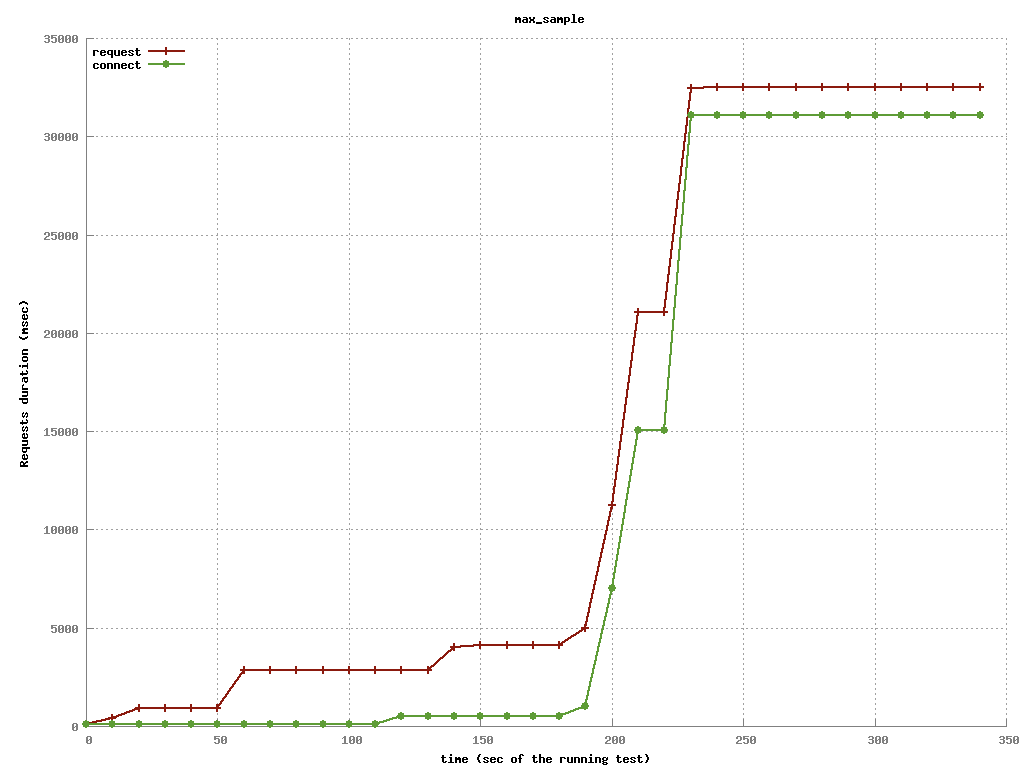 max_sample
35000
request
connect
30000
25000
20000
15000
10000
5000
0
0 50 100 150 200 250 300 350
Requests duration (msec)
time (sec of the running test)